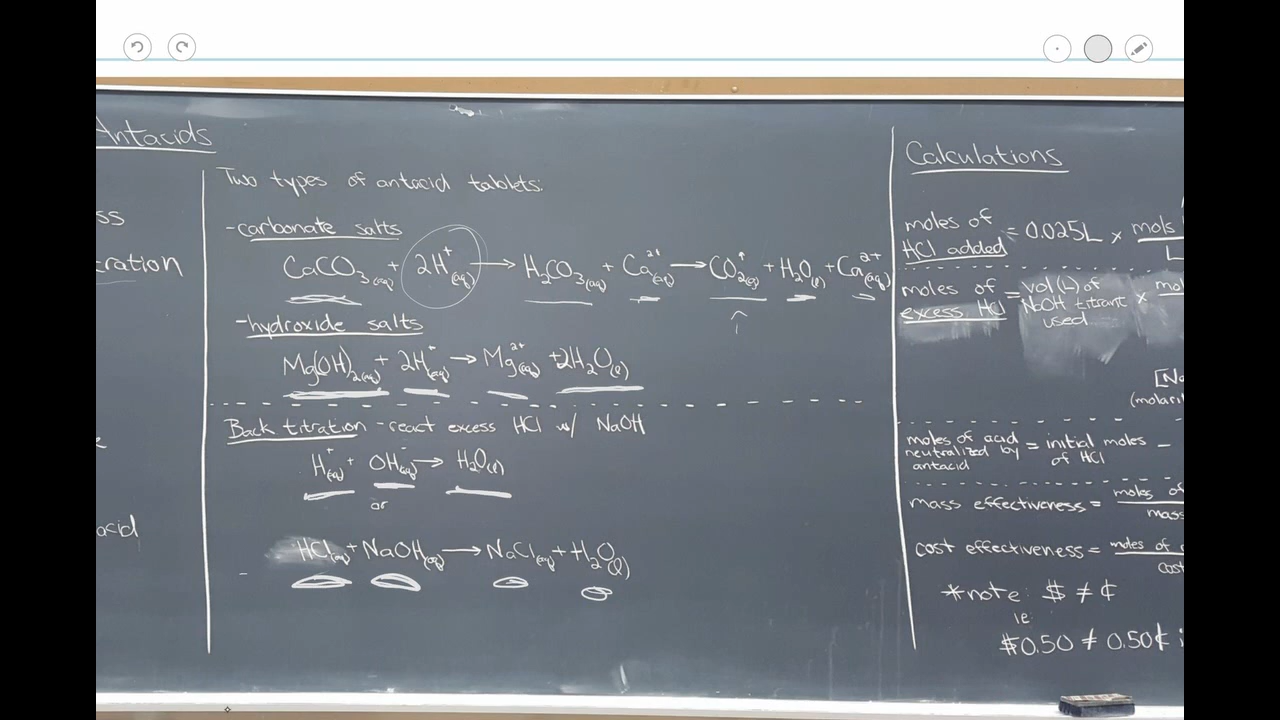 Antacids
ss
tration
acid
Two types of antacid tablets:
-carbonate salts
CaCO₃(aq) + 2H⁺(aq) → H₂CO₃(aq) + Ca²⁺(aq) → CO₂(g)↑ + H₂O(l) + Ca²⁺(aq)
-hydroxide salts
Mg(OH)₂(aq) + 2H⁺(aq) → Mg²⁺(aq) + 2H₂O(l)
Back titration - react excess HCl w/ NaOH
H⁺(aq) + OH⁻(aq) → H₂O(l)
or
HCl(aq) + NaOH(aq) → NaCl(aq) + H₂O(l)
Calculations
moles of HCl added = 0.025L × mols / L
moles of excess HCl = vol(L) of NaOH titrant used × mol
[Na
(molari
moles of acid neutralized by antacid = initial moles of HCl -
mass effectiveness = moles of / mass
cost effectiveness = moles of / cost
*note: $ ≠ ¢
ie
$0.50 ≠ 0.50¢ i